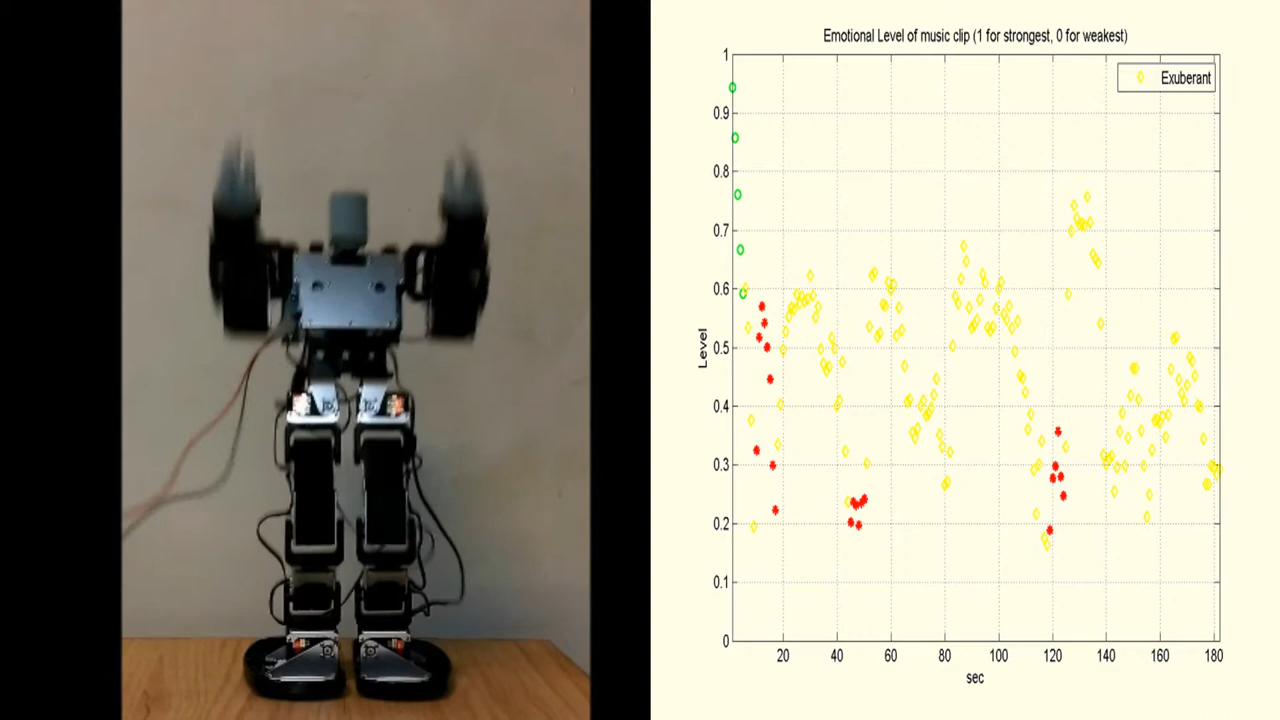 Emotional Level of music clip (1 for strongest, 0 for weakest)
Exuberant
1
0.9
0.8
0.7
0.6
0.5
0.4
0.3
0.2
0.1
0
Level
20 40 60 80 100 120 140 160 180
sec